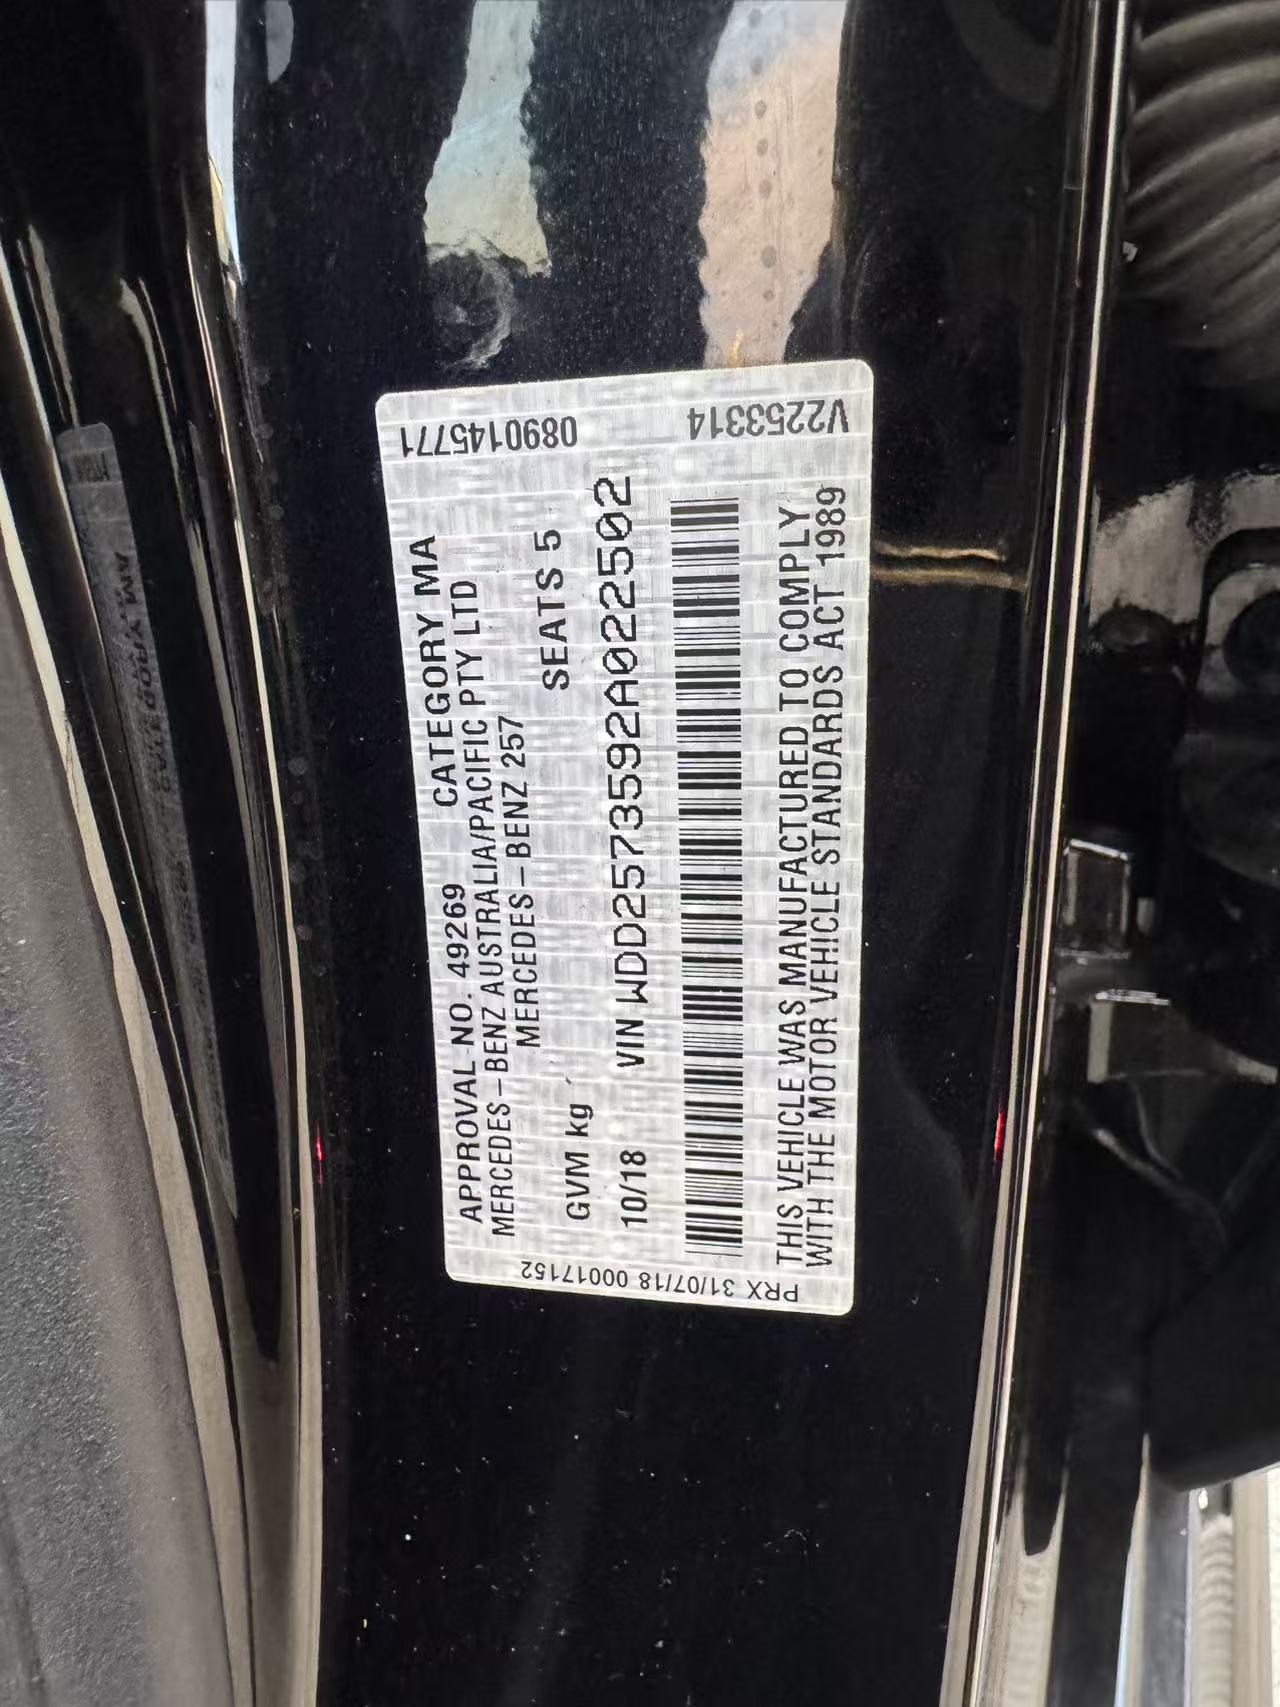 0890145771
V2253314
APPROVAL NO. 49269 CATEGORY MA
MERCEDES-BENZ AUSTRALIA/PACIFIC PTY LTD
MERCEDES-BENZ 257
GVM kg SEATS 5
10/18 VIN WDD2573592A022502
THIS VEHICLE WAS MANUFACTURED TO COMPLY
WITH THE MOTOR VEHICLE STANDARDS ACT 1989
PRX 31/07/18 00017152